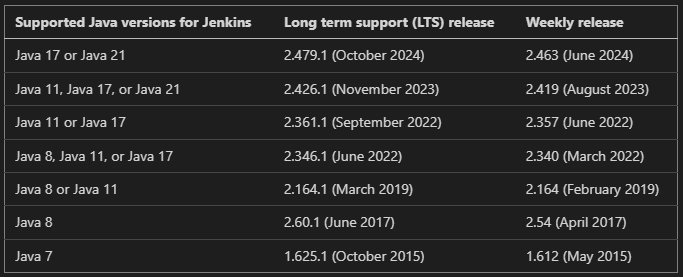 Supported Java versions for Jenkins Long term support (LTS) release Weekly release
Java 17 or Java 21 2.479.1 (October 2024) 2.463 (June 2024)
Java 11, Java 17, or Java 21 2.426.1 (November 2023) 2.419 (August 2023)
Java 11 or Java 17 2.361.1 (September 2022) 2.357 (June 2022)
Java 8, Java 11, or Java 17 2.346.1 (June 2022) 2.340 (March 2022)
Java 8 or Java 11 2.164.1 (March 2019) 2.164 (February 2019)
Java 8 2.60.1 (June 2017) 2.54 (April 2017)
Java 7 1.625.1 (October 2015) 1.612 (May 2015)